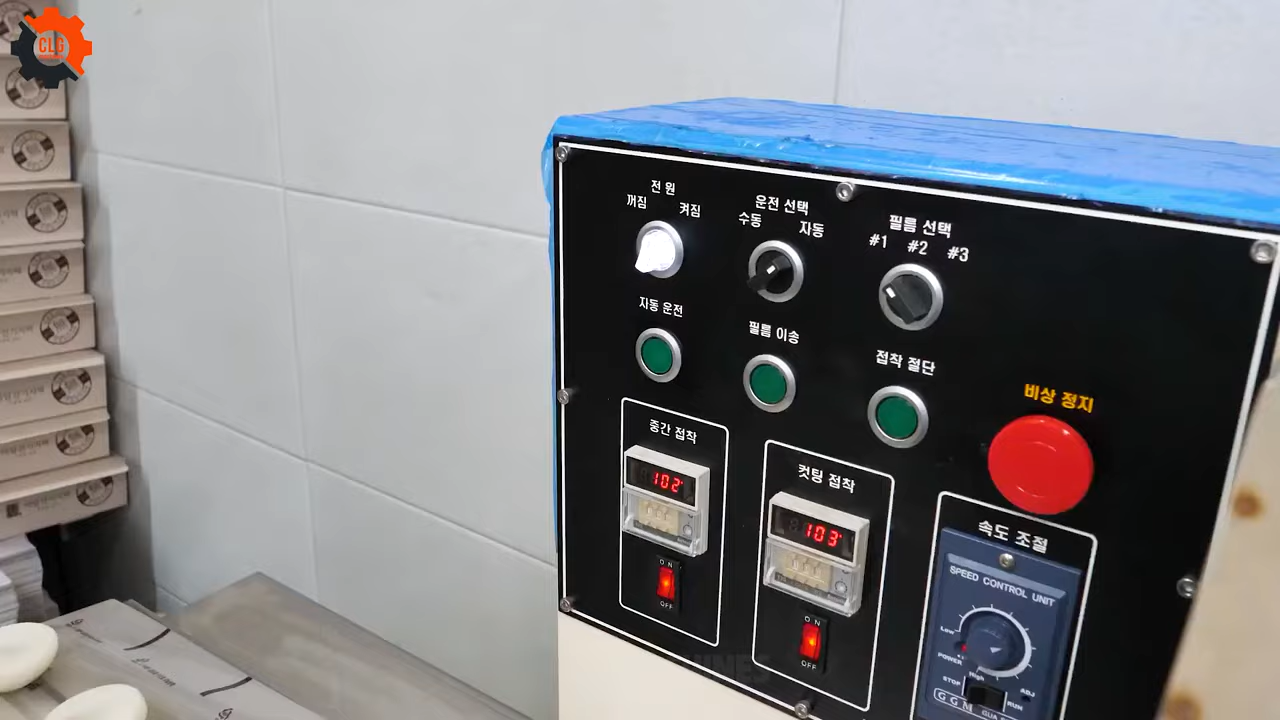 CLG
전 원
꺼짐 켜짐
운전 선택
수동 자동
필름 선택
#1 #2 #3
자동 운전
필름 이송
접착 절단
비상 정지
중간 접착
102°
ON
OFF
컷팅 접착
103°
ON
OFF
속도 조절
SPEED CONTROL UNIT
Low
POWER
High
STOP
RUN
ADJ
GGM